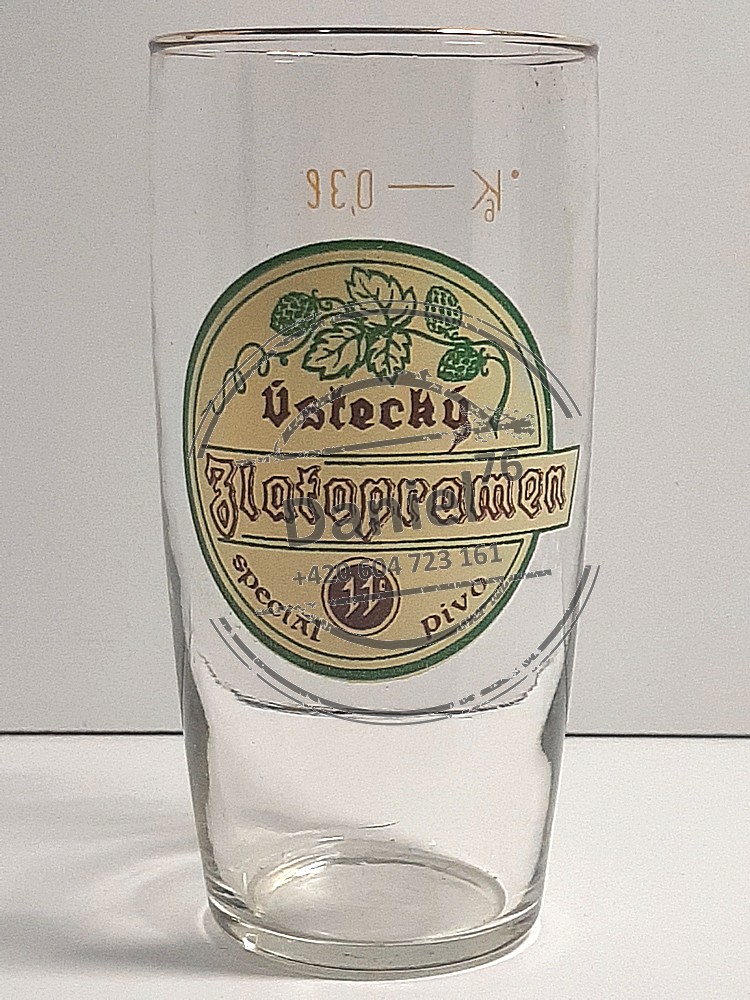 0,3 l
Ústecký
Zlatopramen
speciál 11° pivo
Daniel76
+420 604 723 161